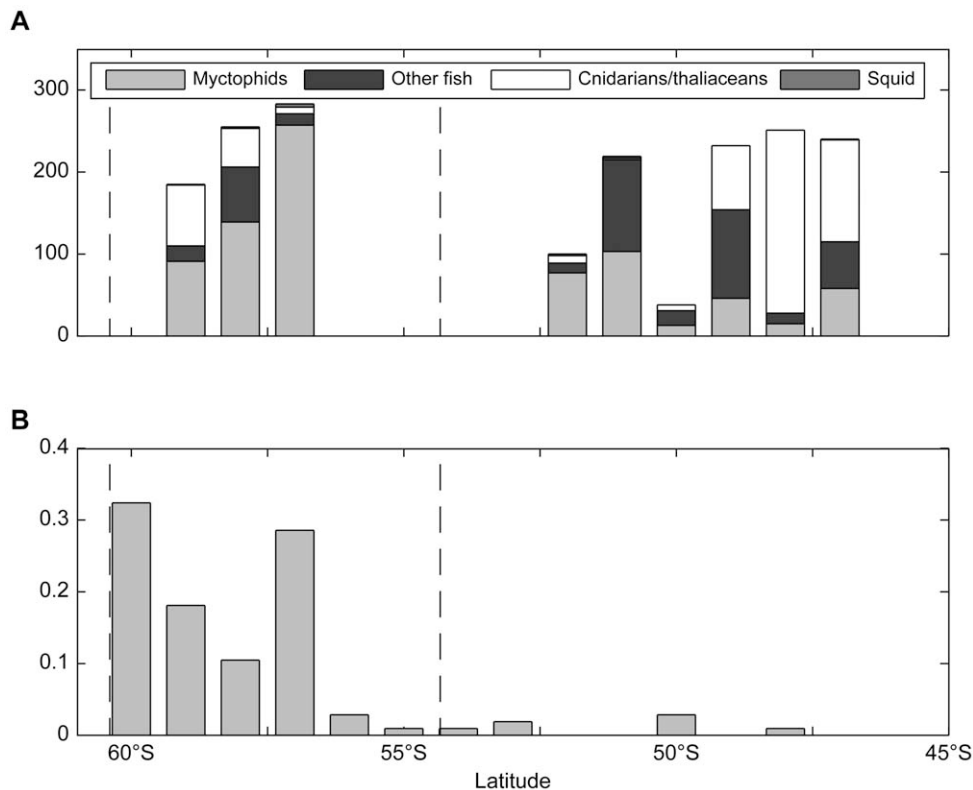 A
300
Myctophids Other fish Cnidarians/thaliaceans Squid
200
100
0
B
0.4
0.3
0.2
0.1
0
60°S 55°S 50°S 45°S
Latitude